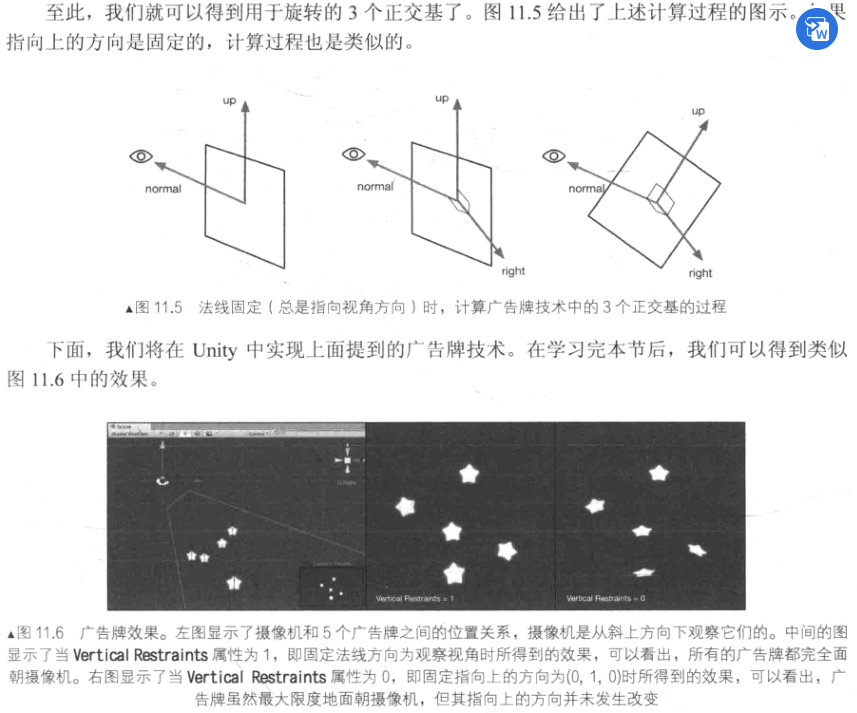 至此，我们就可以得到用于旋转的 3 个正交基了。图 11.5 给出了上述计算过程的图示。果
指向上的方向是固定的，计算过程也是类似的。
up
normal
up
normal
right
up
normal
right
▲图 11.5 法线固定（总是指向视角方向）时，计算广告牌技术中的 3 个正交基的过程
下面，我们将在 Unity 中实现上面提到的广告牌技术。在学习完本节后，我们可以得到类似
图 11.6 中的效果。
Scene
Vertical Restraints = 1
Vertical Restraints = 0
▲图 11.6 广告牌效果。左图显示了摄像机和 5 个广告牌之间的位置关系，摄像机是从斜上方向下观察它们的。中间的图
显示了当 Vertical Restraints 属性为 1，即固定法线方向为观察视角时所得到的效果，可以看出，所有的广告牌都完全面
朝摄像机。右图显示了当 Vertical Restraints 属性为 0，即固定指向上的方向为(0, 1, 0)时所得到的效果，可以看出，广
告牌虽然最大限度地面朝摄像机，但其指向上的方向并未发生改变